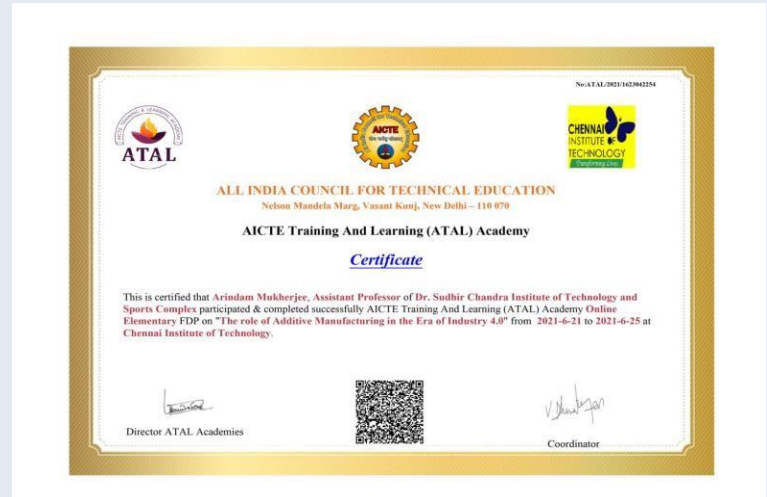 No:ATAL/2021/1623042254
ATAL
AICTE
CHENNAI
INSTITUTE OF
TECHNOLOGY
Transforming Lives
ALL INDIA COUNCIL FOR TECHNICAL EDUCATION
Nelson Mandela Marg, Vasant Kunj, New Delhi – 110 070
AICTE Training And Learning (ATAL) Academy
Certificate
This is certified that Arindam Mukherjee, Assistant Professor of Dr. Sudhir Chandra Institute of Technology and
Sports Complex participated & completed successfully AICTE Training And Learning (ATAL) Academy Online
Elementary FDP on "The role of Additive Manufacturing in the Era of Industry 4.0" from 2021-6-21 to 2021-6-25 at
Chennai Institute of Technology.
Director ATAL Academies
Coordinator